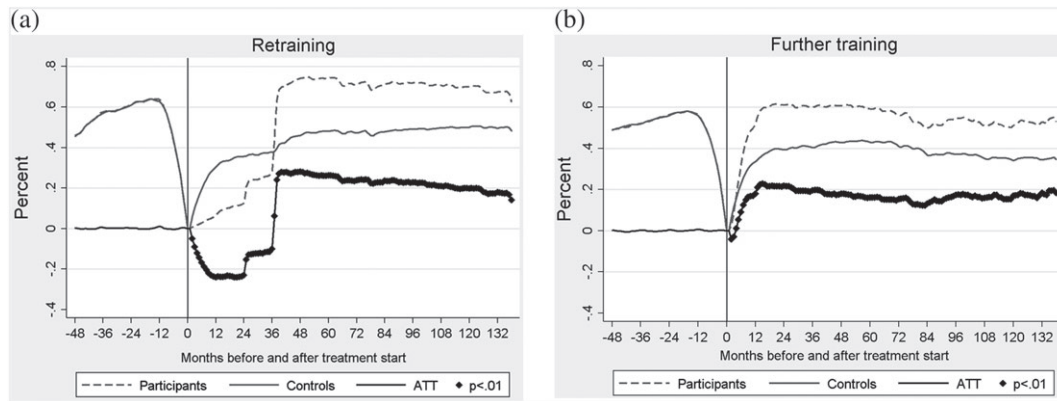 (a)
Retraining
Percent
.8
.6
.4
.2
0
-.2
-.4
-48 -36 -24 -12 0 12 24 36 48 60 72 84 96 108 120 132
Months before and after treatment start
Participants Controls ATT p<.01
(b)
Further training
Percent
.8
.6
.4
.2
0
-.2
-.4
-48 -36 -24 -12 0 12 24 36 48 60 72 84 96 108 120 132
Months before and after treatment start
Participants Controls ATT p<.01